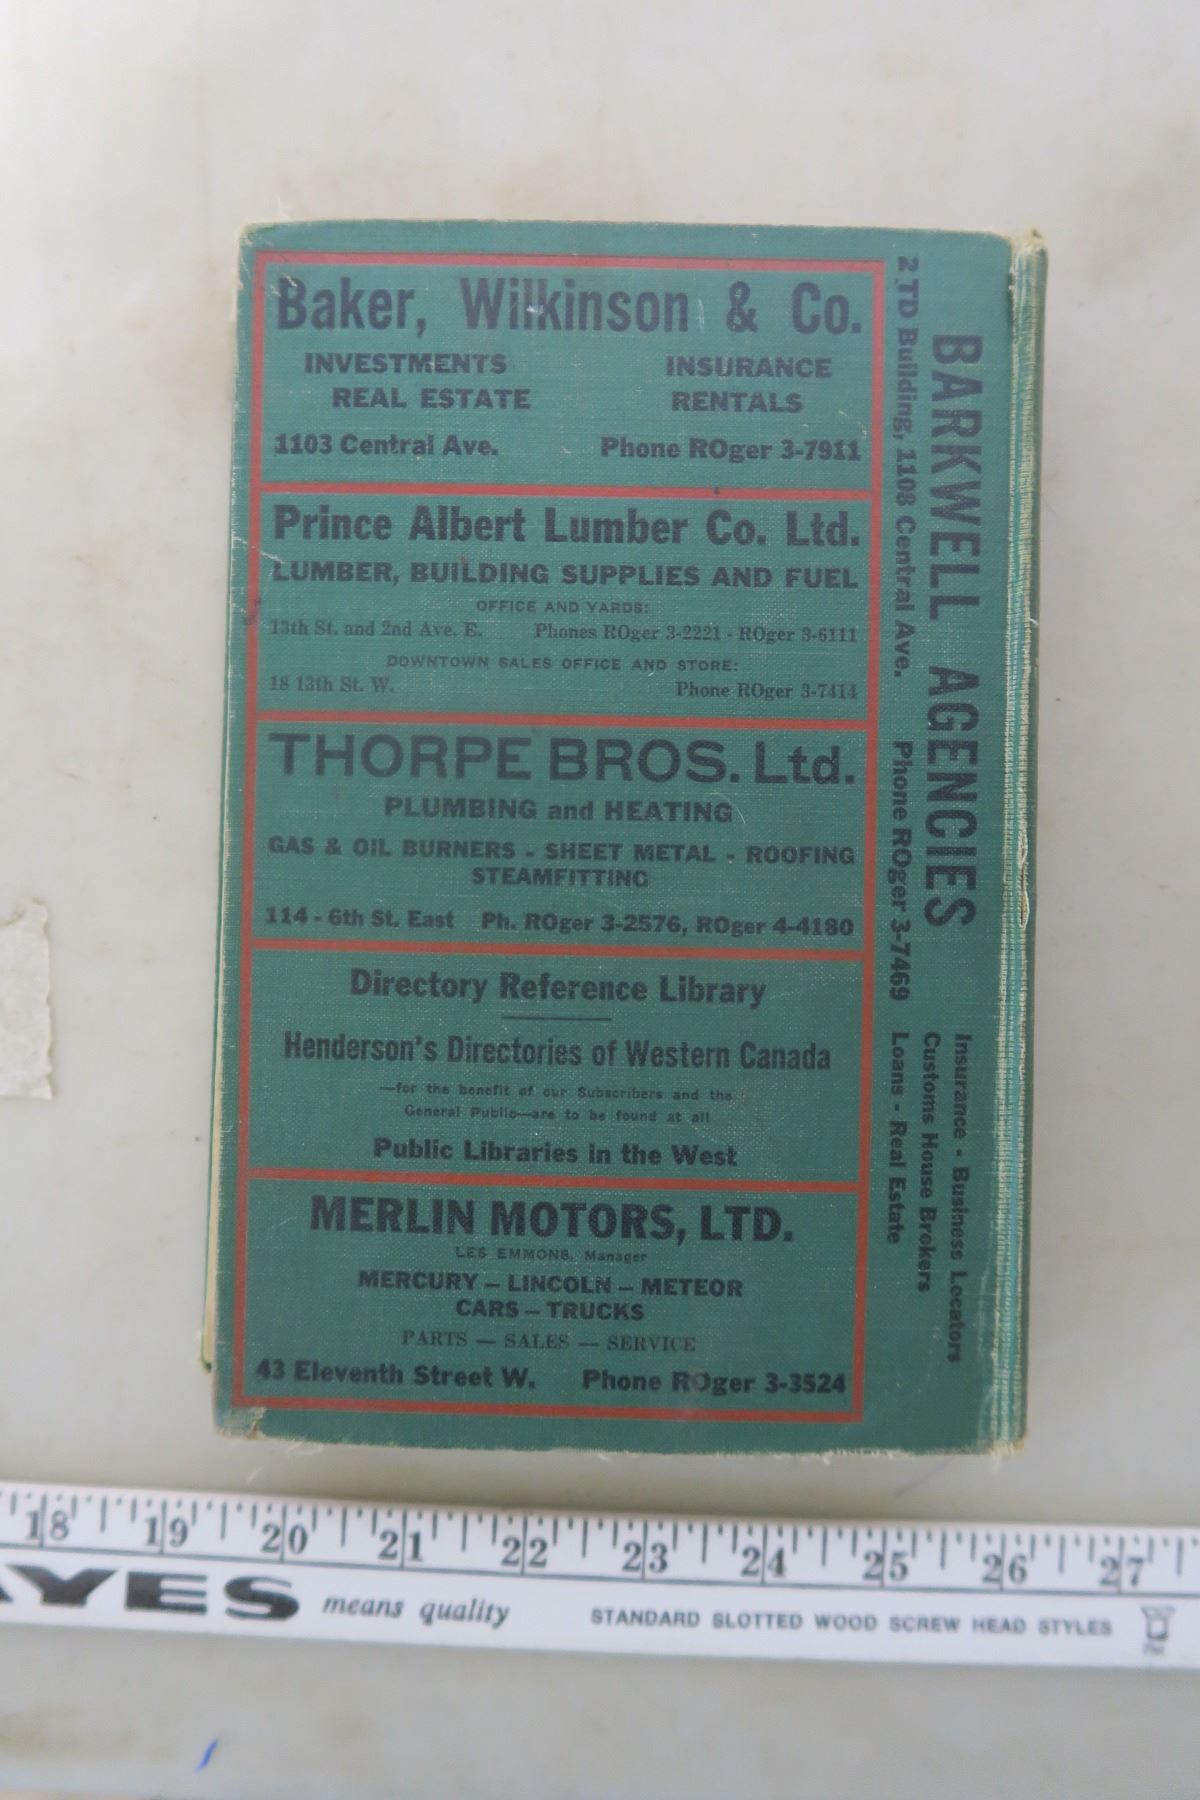 Baker, Wilkinson & Co.
INVESTMENTS INSURANCE
REAL ESTATE RENTALS
1103 Central Ave. Phone ROger 3-7911
Prince Albert Lumber Co. Ltd.
LUMBER, BUILDING SUPPLIES AND FUEL
OFFICE AND YARDS:
13th St. and 2nd Ave. E. Phones ROger 3-2221 - ROger 3-6111
DOWNTOWN SALES OFFICE AND STORE:
18 13th St. W. Phone ROger 3-7414
THORPE BROS. Ltd.
PLUMBING and HEATING
GAS & OIL BURNERS - SHEET METAL - ROOFING
STEAMFITTING
114 - 6th St. East Ph. ROger 3-2576, ROger 4-4180
Directory Reference Library
Henderson's Directories of Western Canada
—for the benefit of our Subscribers and the
General Public—are to be found at all
Public Libraries in the West
MERLIN MOTORS, LTD.
LES EMMONS, Manager
MERCURY – LINCOLN – METEOR
CARS – TRUCKS
PARTS — SALES — SERVICE
43 Eleventh Street W. Phone ROger 3-3524
BARKWELL AGENCIES
2 TD Building, 1108 Central Ave. Phone ROger 3-7469
Insurance - Business Locators
Customs House Brokers
Loans - Real Estate
18 19 20 21 22 23 24 25 26 27
AYES means quality STANDARD SLOTTED WOOD SCREW HEAD STYLES